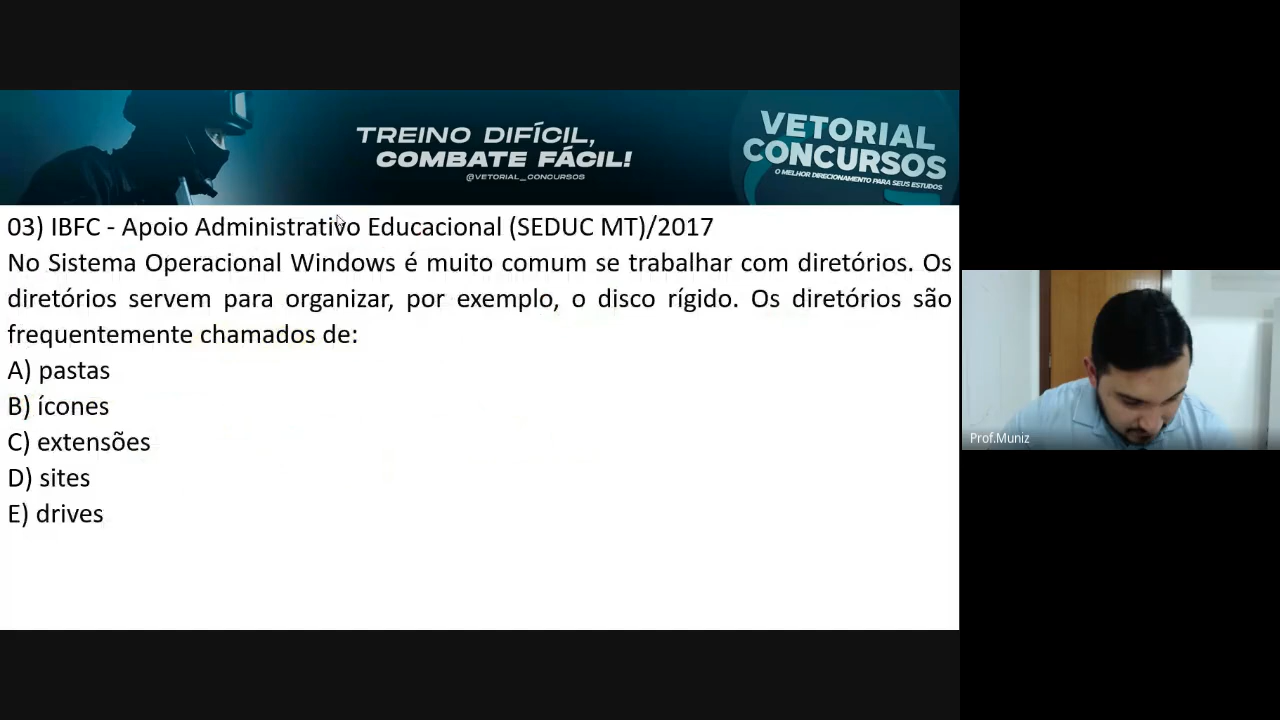 TREINO DIFÍCIL,
COMBATE FÁCIL!
@VETORIAL_CONCURSOS
VETORIAL
CONCURSOS
O MELHOR DIRECIONAMENTO PARA SEUS ESTUDOS
03) IBFC - Apoio Administrativo Educacional (SEDUC MT)/2017
No Sistema Operacional Windows é muito comum se trabalhar com diretórios. Os
diretórios servem para organizar, por exemplo, o disco rígido. Os diretórios são
frequentemente chamados de:
A) pastas
B) ícones
C) extensões
D) sites
E) drives
Prof.Muniz